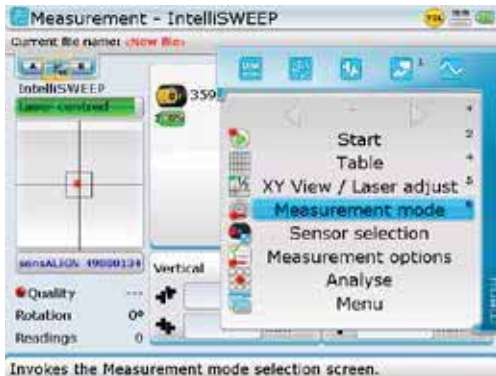 Measurement - IntelliSWEEP
Current file name: <New file>
IntelliSWEEP
Laser centred
359
Start
Table
XY View / Laser adjust
Measurement mode
Sensor selection
Measurement options
Analyse
Menu
sensALIGN 49000134
Vertical
Quality ---
Rotation 0°
Readings 0
Invokes the Measurement mode selection screen.